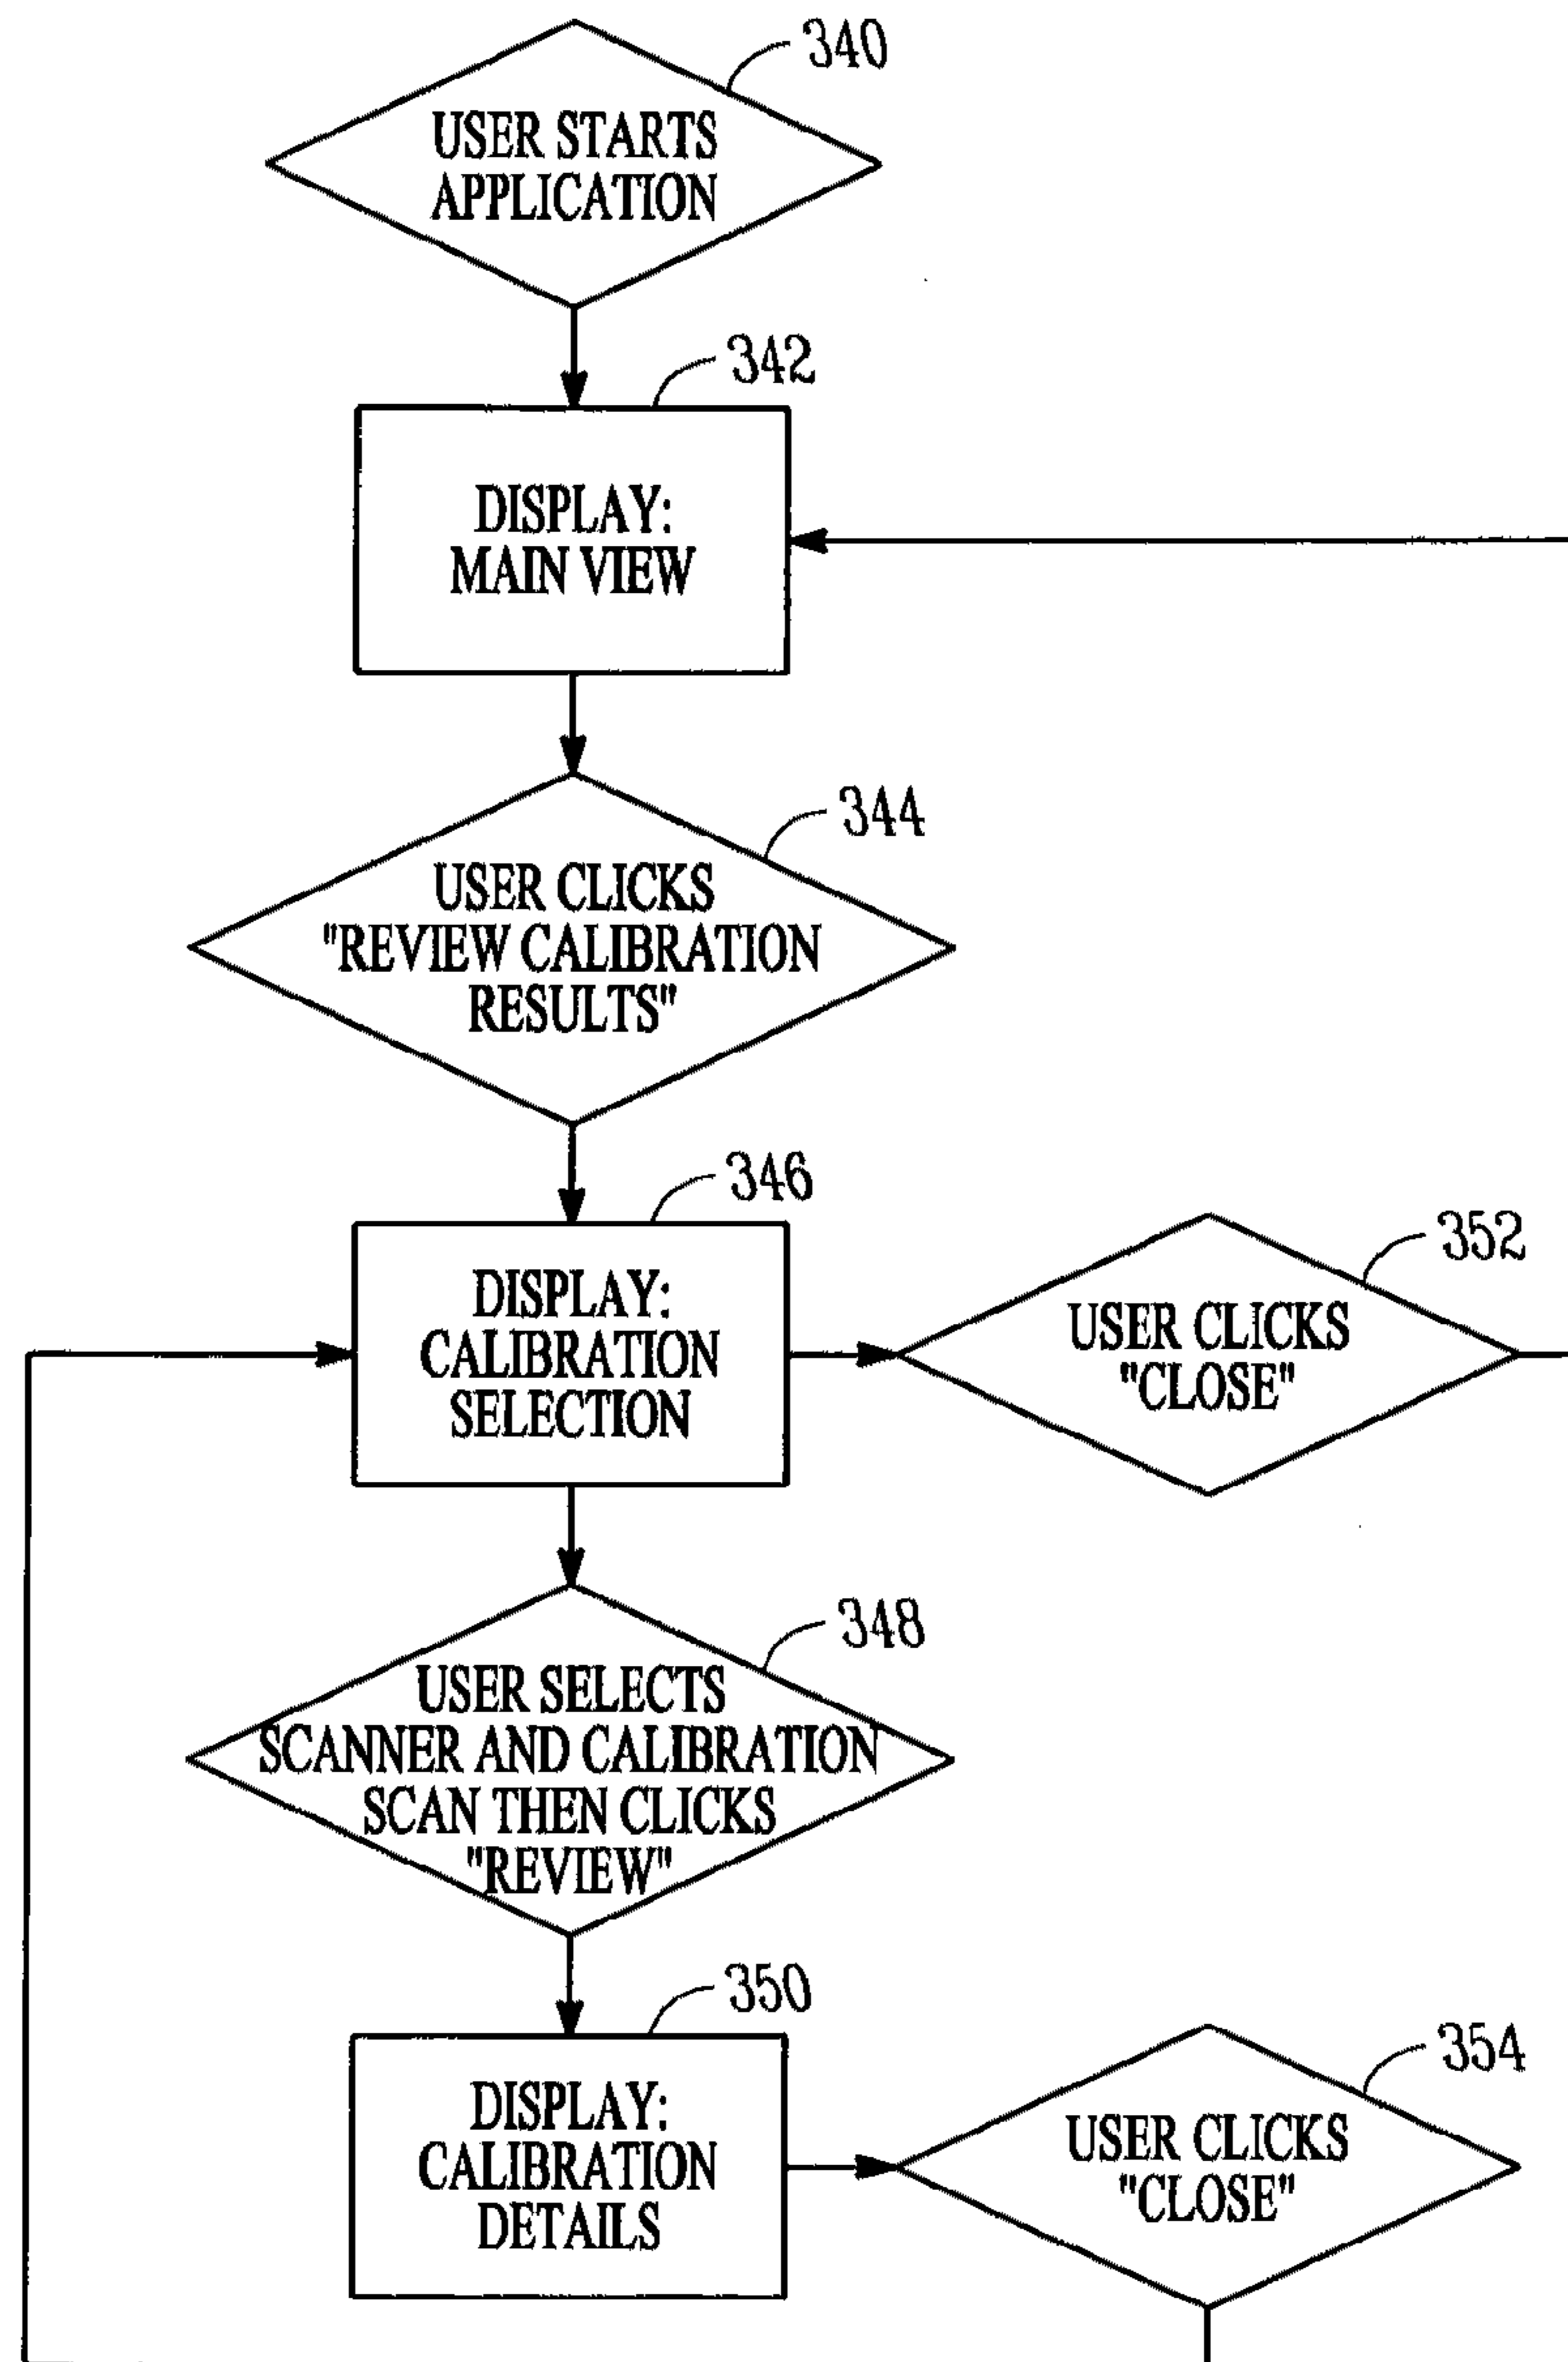 340
USER STARTS
APPLICATION
342
DISPLAY:
MAIN VIEW
344
USER CLICKS
"REVIEW CALIBRATION
RESULTS"
346
DISPLAY:
CALIBRATION
SELECTION
352
USER CLICKS
"CLOSE"
348
USER SELECTS
SCANNER AND CALIBRATION
SCAN THEN CLICKS
"REVIEW"
350
DISPLAY:
CALIBRATION
DETAILS
354
USER CLICKS
"CLOSE"